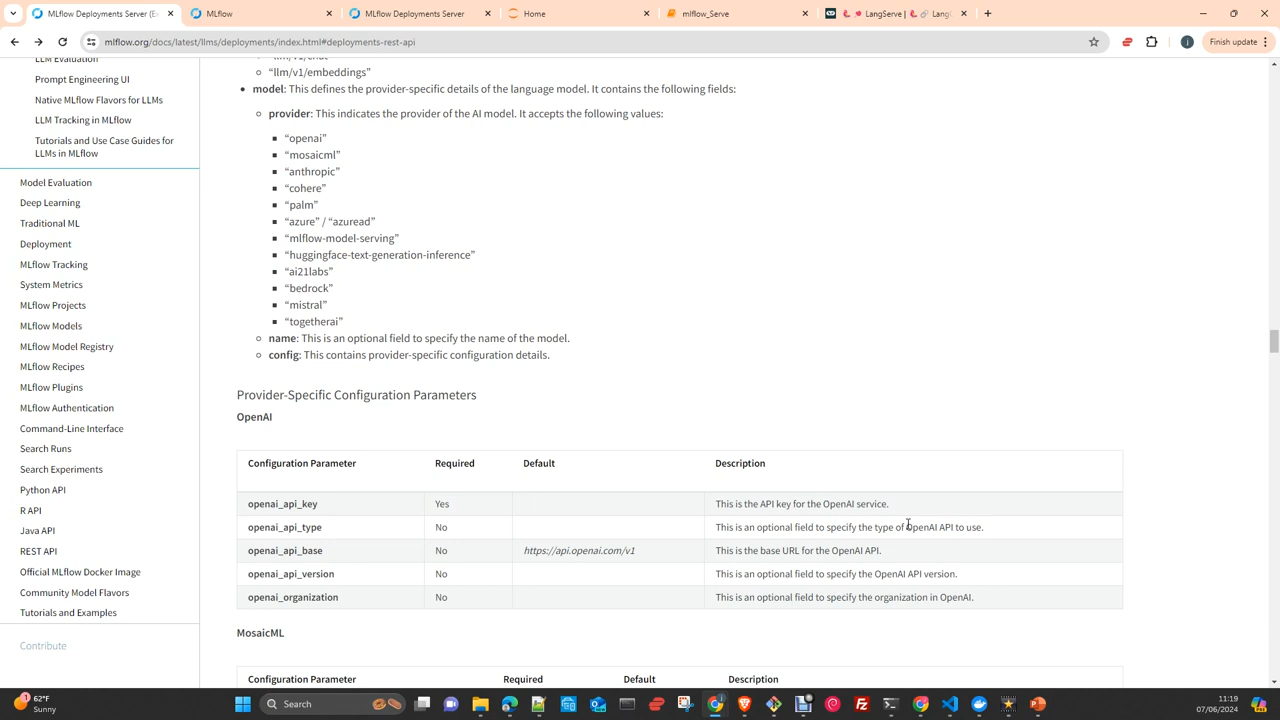 MLflow Deployments Server (Ex
MLflow
MLflow Deployments Server
Home
mlflow_Serve
LangServe |
Lang
mlflow.org/docs/latest/llms/deployments/index.html#deployments-rest-api
Finish update
LLM Evaluation
Prompt Engineering UI
Native MLflow Flavors for LLMs
LLM Tracking in MLflow
Tutorials and Use Case Guides for
LLMs in MLflow
Model Evaluation
Deep Learning
Traditional ML
Deployment
MLflow Tracking
System Metrics
MLflow Projects
MLflow Models
MLflow Model Registry
MLflow Recipes
MLflow Plugins
MLflow Authentication
Command-Line Interface
Search Runs
Search Experiments
Python API
R API
Java API
REST API
Official MLflow Docker Image
Community Model Flavors
Tutorials and Examples
Contribute
“llm/v1/chat”
“llm/v1/embeddings”
model: This defines the provider-specific details of the language model. It contains the following fields:
provider: This indicates the provider of the AI model. It accepts the following values:
“openai”
“mosaicml”
“anthropic”
“cohere”
“palm”
“azure” / “azuread”
“mlflow-model-serving”
“huggingface-text-generation-inference”
“ai21labs”
“bedrock”
“mistral”
“togetherai”
name: This is an optional field to specify the name of the model.
config: This contains provider-specific configuration details.
Provider-Specific Configuration Parameters
OpenAI
Configuration Parameter Required Default Description
openai_api_key Yes This is the API key for the OpenAI service.
openai_api_type No This is an optional field to specify the type of OpenAI API to use.
openai_api_base No https://api.openai.com/v1 This is the base URL for the OpenAI API.
openai_api_version No This is an optional field to specify the OpenAI API version.
openai_organization No This is an optional field to specify the organization in OpenAI.
MosaicML
Configuration Parameter Required Default Description
62°F
Sunny
Search
11:19
07/06/2024